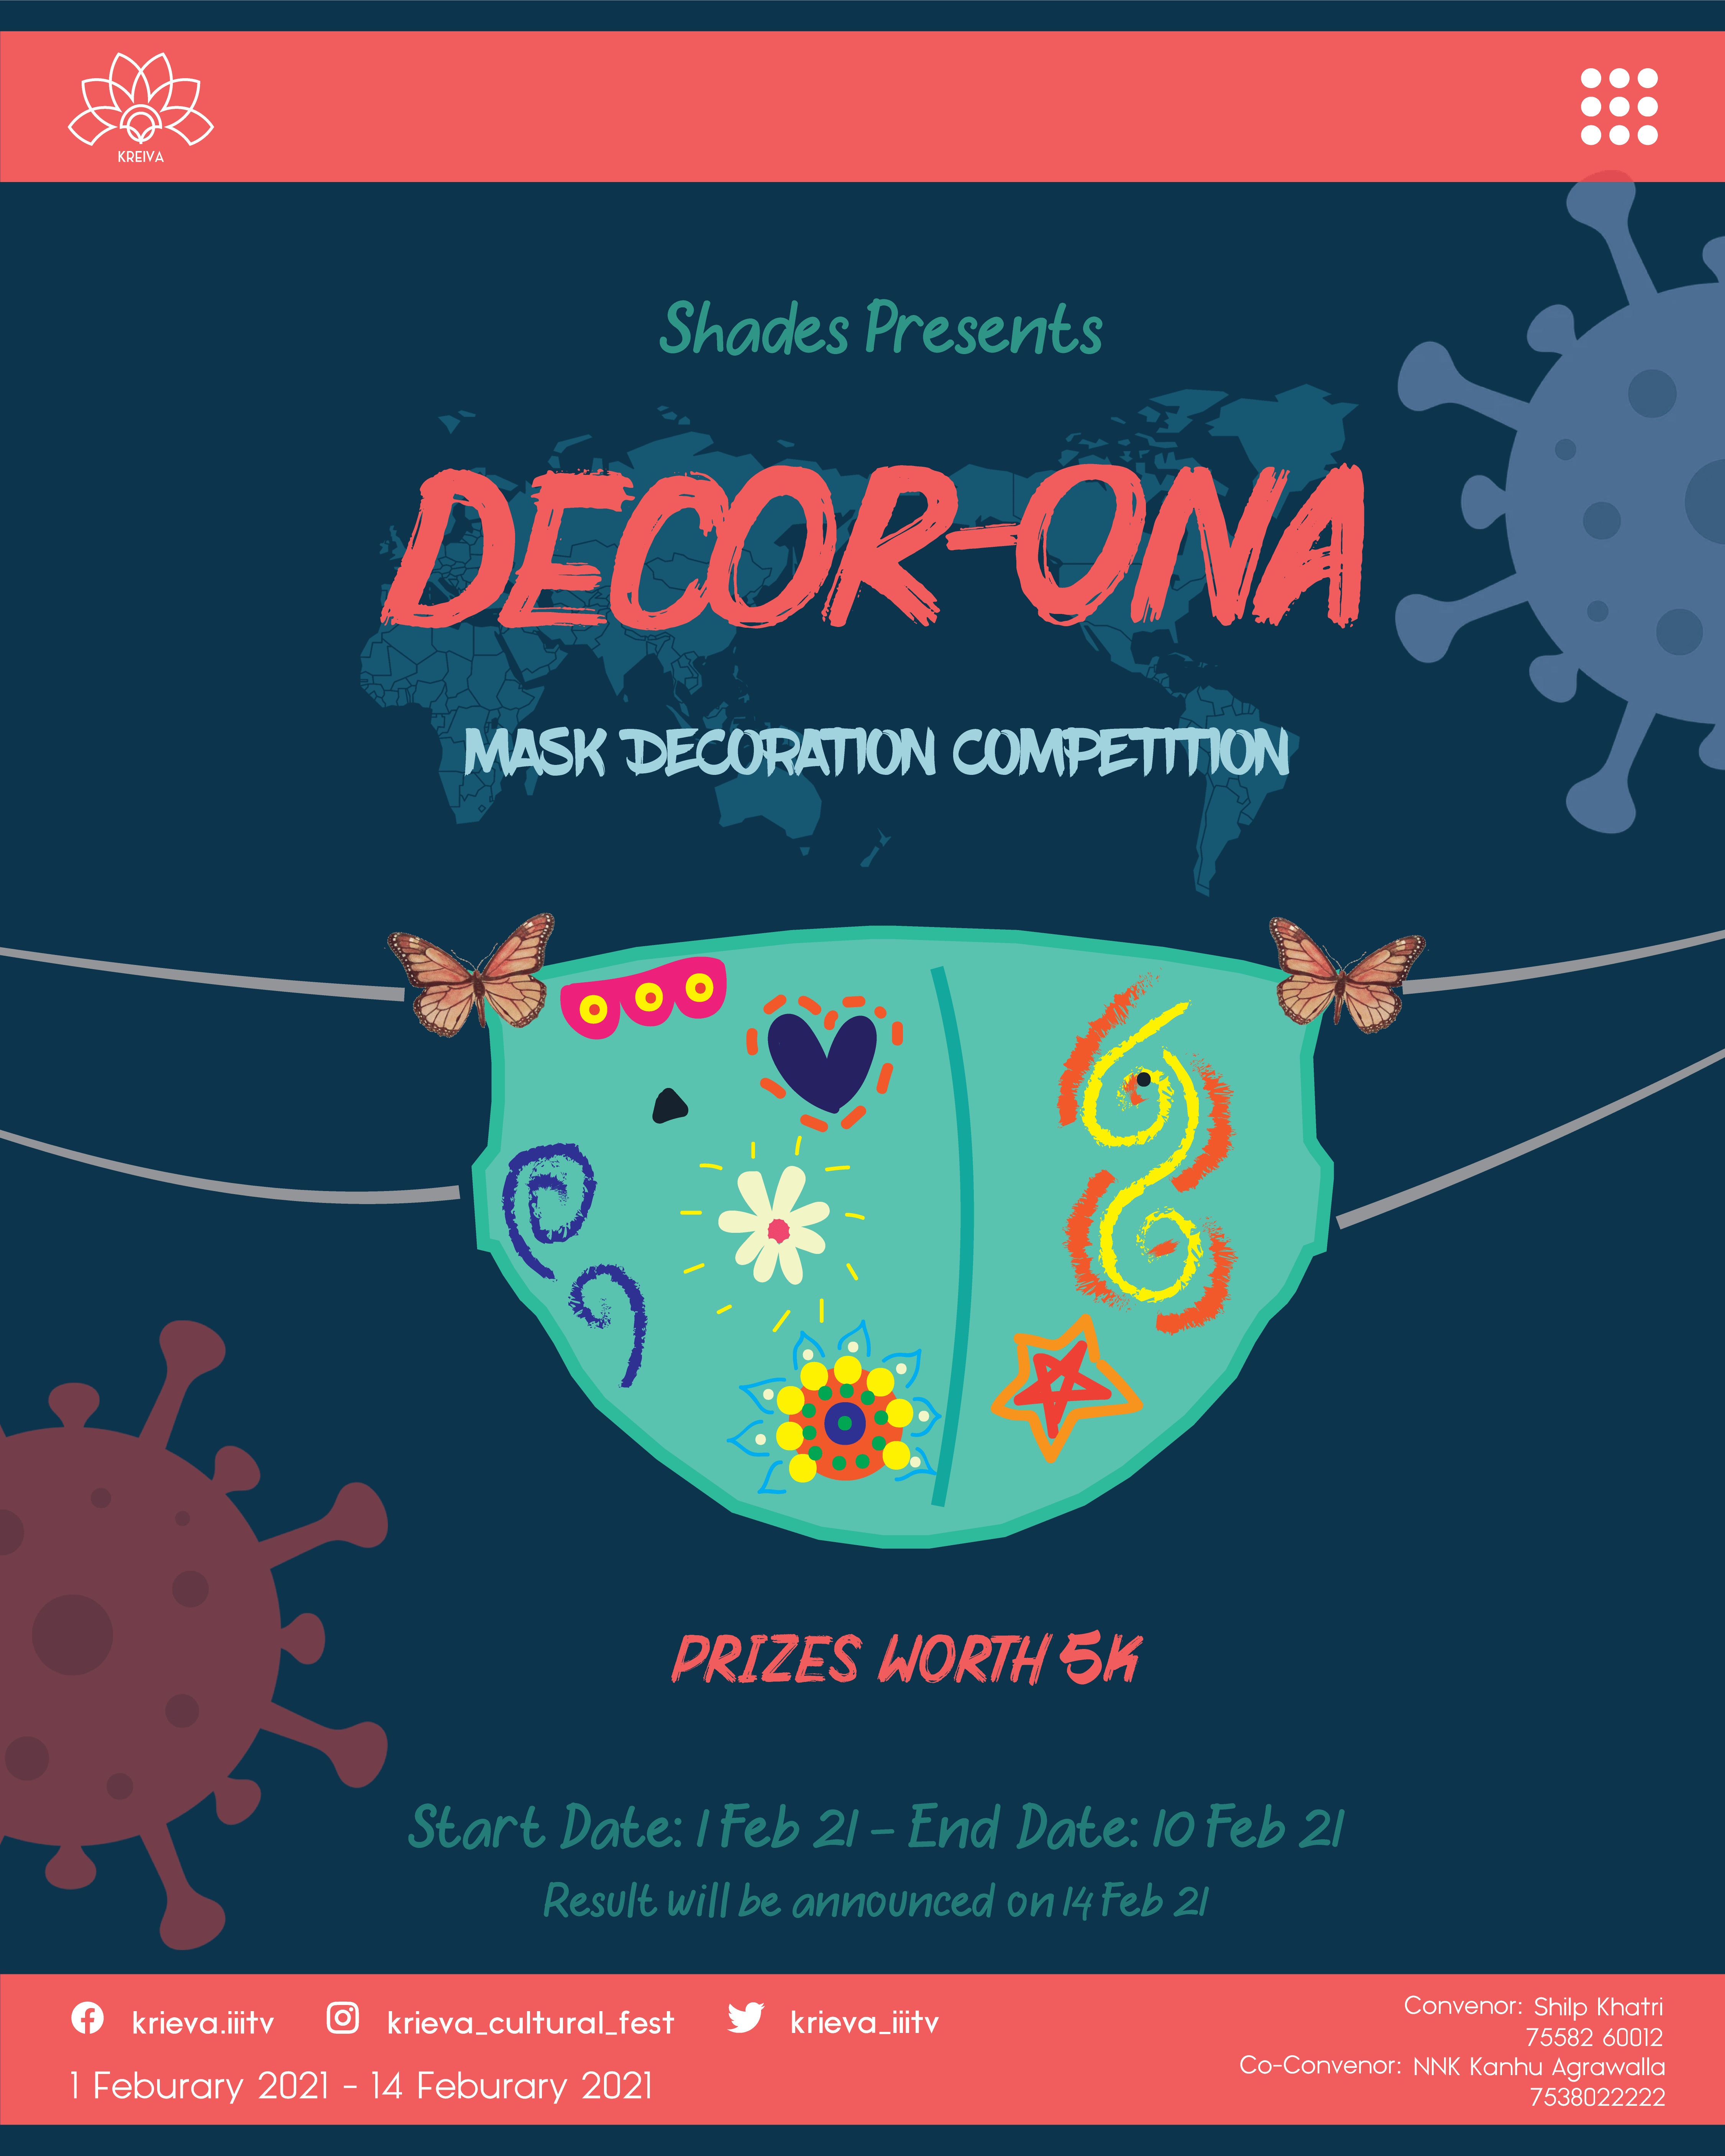 KREIVA
Shades Presents
DECOR-ONA
MASK DECORATION COMPETITION
PRIZES WORTH 5K
Start Date: 1 Feb 21 - End Date: 10 Feb 21
Result will be announced on 14 Feb 21
krieva.iiitv krieva_cultural_fest krieva_iiitv
1 Feburary 2021 - 14 Feburary 2021
Convenor: Shilp Khatri
75582 60012
Co-Convenor: NNK Kanhu Agrawalla
7538022222